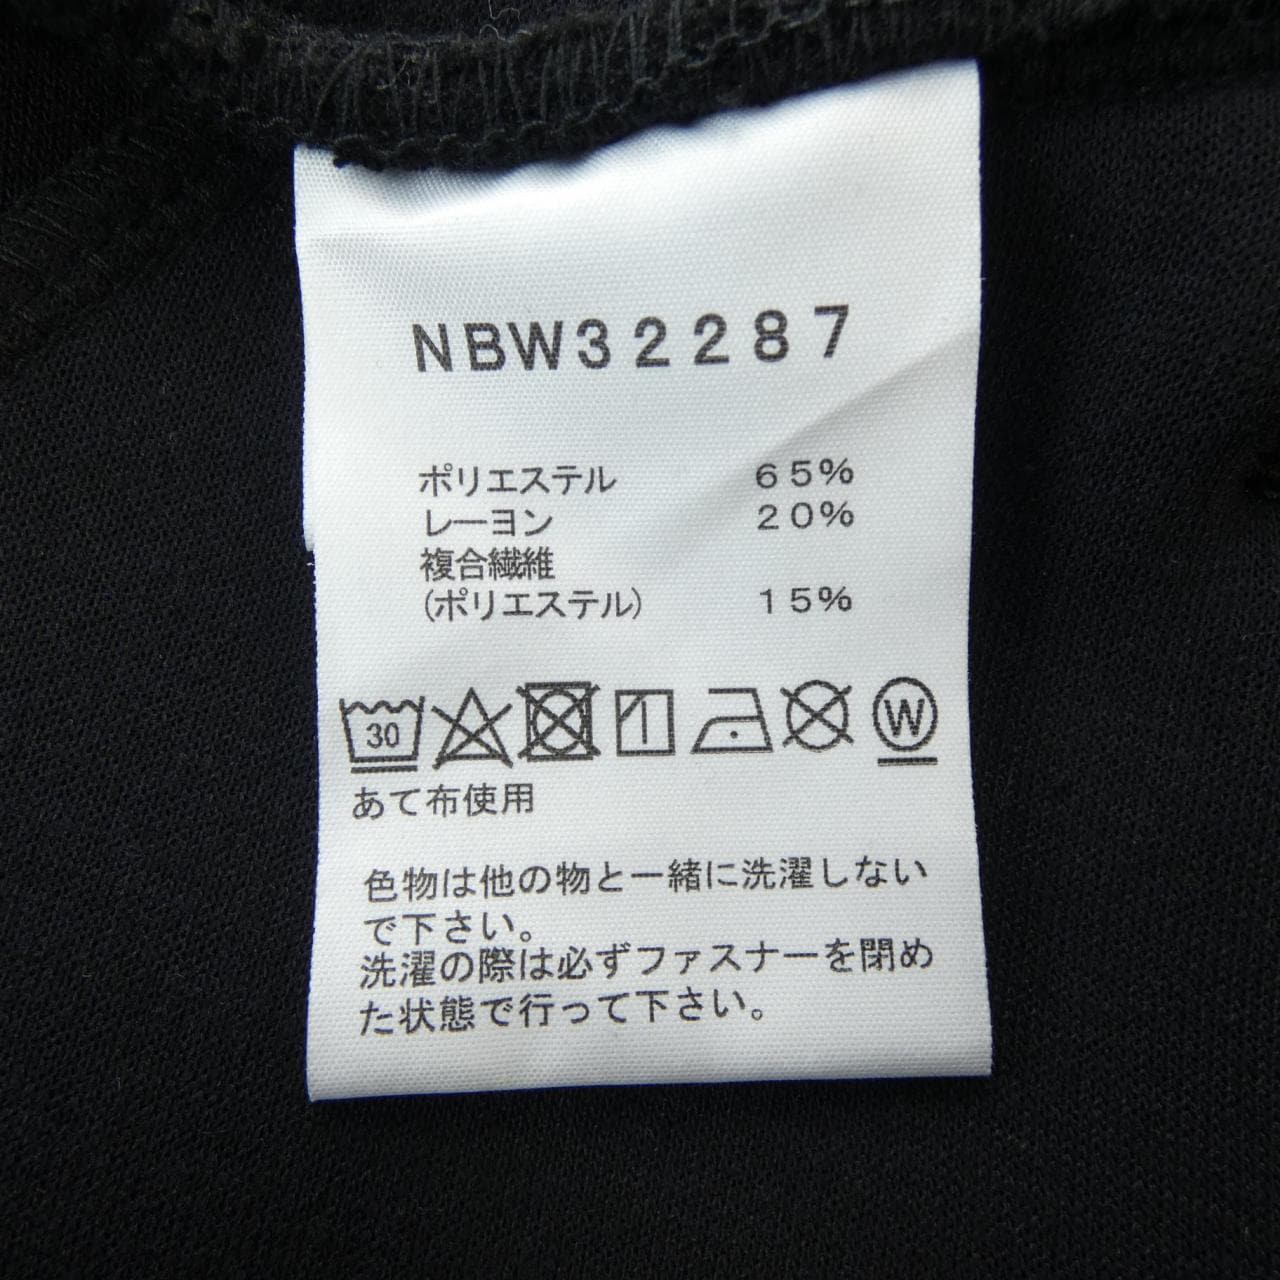 NBW32287
ポリエステル 65%
レーヨン 20%
複合繊維
(ポリエステル) 15%
30 W
あて布使用
色物は他の物と一緒に洗濯しない
で下さい。
洗濯の際は必ずファスナーを閉め
た状態で行って下さい。